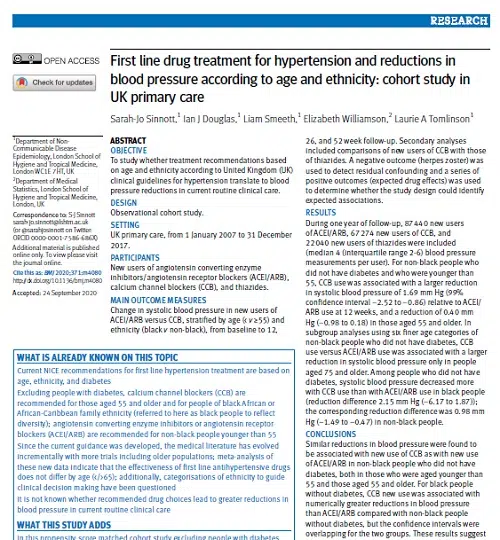 RESEARCH
OPEN ACCESS
Check for updates
First line drug treatment for hypertension and reductions in
blood pressure according to age and ethnicity: cohort study in
UK primary care
Sarah-Jo Sinnott,1 Ian J Douglas,1 Liam Smeeth,1 Elizabeth Williamson,2 Laurie A Tomlinson1
1Department of Non-
Communicable Disease
Epidemiology, London School of
Hygiene and Tropical Medicine,
London WC1E 7HT, UK
2Department of Medical
Statistics, London School of
Hygiene and Tropical Medicine,
London, UK
Correspondence to: S J Sinnott
sarah-jo.sinnott@lshtm.ac.uk
(or @sarahjosinnott on Twitter
ORCID 0000-0001-7586-686X)
Additional material is published
online only. To view please visit
the journal online.
Cite this as: BMJ 2020;371:m4080
http://dx.doi.org/10.1136/bmj.m4080
Accepted: 24 September 2020
ABSTRACT
OBJECTIVE
To study whether treatment recommendations based
on age and ethnicity according to United Kingdom (UK)
clinical guidelines for hypertension translate to blood
pressure reductions in current routine clinical care.
DESIGN
Observational cohort study.
SETTING
UK primary care, from 1 January 2007 to 31 December
2017.
PARTICIPANTS
New users of angiotensin converting enzyme
inhibitors/angiotensin receptor blockers (ACEI/ARB),
calcium channel blockers (CCB), and thiazides.
MAIN OUTCOME MEASURES
Change in systolic blood pressure in new users of
ACEI/ARB versus CCB, stratified by age (< v ≥55) and
ethnicity (black v non-black), from baseline to 12,
26, and 52 week follow-up. Secondary analyses
included comparisons of new users of CCB with those
of thiazides. A negative outcome (herpes zoster) was
used to detect residual confounding and a series of
positive outcomes (expected drug effects) was used
to determine whether the study design could identify
expected associations.
RESULTS
During one year of follow-up, 87 440 new users
of ACEI/ARB, 67 274 new users of CCB, and
22 040 new users of thiazides were included
(median 4 (interquartile range 2-6) blood pressure
measurements per user). For non-black people who
did not have diabetes and who were younger than
55, CCB use was associated with a larger reduction
in systolic blood pressure of 1.69 mm Hg (99%
confidence interval −2.52 to −0.86) relative to ACEI/
ARB use at 12 weeks, and a reduction of 0.40 mm
Hg (−0.98 to 0.18) in those aged 55 and older. In
subgroup analyses using six finer age categories of
non-black people who did not have diabetes, CCB
use versus ACEI/ARB use was associated with a larger
reduction in systolic blood pressure only in people
aged 75 and older. Among people who did not have
diabetes, systolic blood pressure decreased more
with CCB use than with ACEI/ARB use in black people
(reduction difference 2.15 mm Hg (−6.17 to 1.87));
the corresponding reduction difference was 0.98 mm
Hg (−1.49 to −0.47) in non-black people.
CONCLUSIONS
Similar reductions in blood pressure were found to
be associated with new use of CCB as with new use
of ACEI/ARB in non-black people who did not have
diabetes, both in those who were aged younger than
55 and those aged 55 and older. For black people
without diabetes, CCB new use was associated with
numerically greater reductions in blood pressure
than ACEI/ARB compared with non-black people
without diabetes, but the confidence intervals were
overlapping for the two groups. These results suggest
WHAT IS ALREADY KNOWN ON THIS TOPIC
Current NICE recommendations for first line hypertension treatment are based on
age, ethnicity, and diabetes
Excluding people with diabetes, calcium channel blockers (CCB) are
recommended for those aged 55 and older and for people of black African or
African-Caribbean family ethnicity (referred to here as black people to reflect
diversity); angiotensin converting enzyme inhibitors or angiotensin receptor
blockers (ACEI/ARB) are recommended for non-black people younger than 55
Since the current guidance was developed, the medical literature has evolved
incrementally with more trials including older populations; meta-analysis of
these new data indicate that the effectiveness of first line antihypertensive drugs
does not differ by age (</≥65); additionally, categorisations of ethnicity to guide
clinical decision making have been questioned
It is not known whether recommended drug choices lead to greater reductions in
blood pressure in current routine clinical care
WHAT THIS STUDY ADDS
In this propensity score matched cohort study excluding people with diabetes